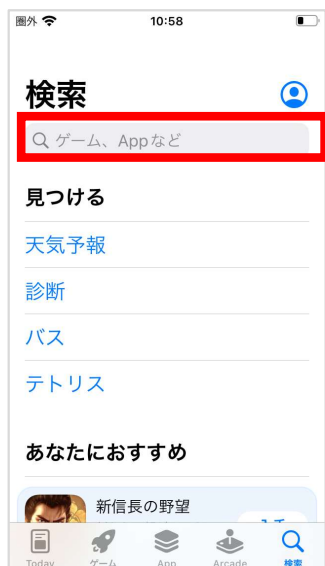 圏外 10:58
検索
ゲーム、Appなど
見つける
天気予報
診断
バス
テトリス
あなたにおすすめ
新信長の野望
入手
Today ゲーム App Arcade 検索